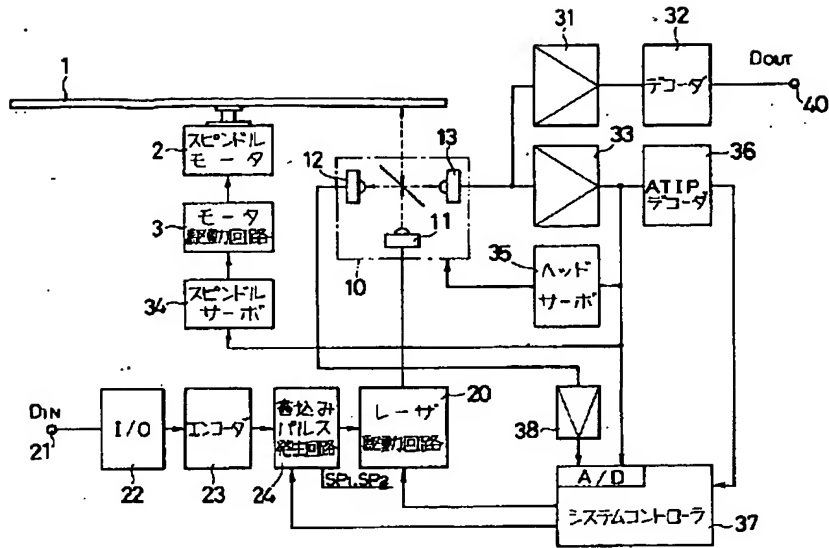 31
32
DOUT
1
デコーダ
40
2
スピンドル
モータ
12
13
33
36
ATIP
デコーダ
11
3
モータ
駆動回路
10
35
ヘッド
サーボ
34
スピンドル
サーボ
DIN
21
I/O
22
エンコーダ
23
書込み
パルス
発生回路
24
SP1.SP2
レーザ
駆動回路
20
38
A/D
システムコントローラ
37